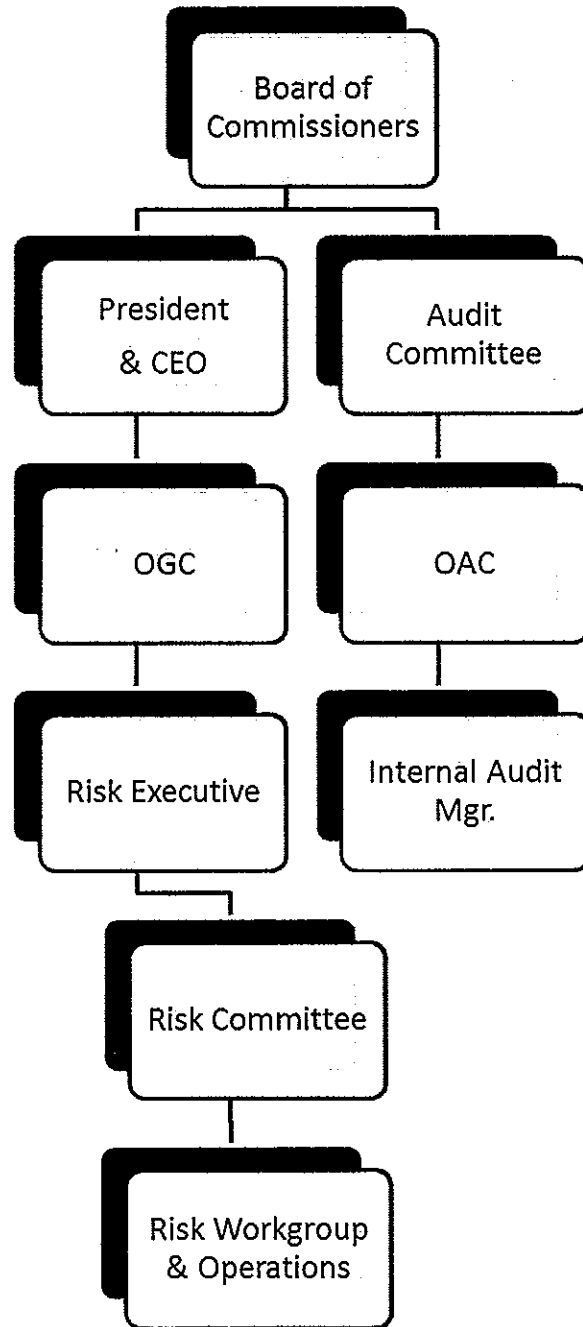 Board of
Commissioners
President
& CEO
Audit
Committee
OGC
OAC
Risk Executive
Internal Audit
Mgr.
Risk Committee
Risk Workgroup
& Operations